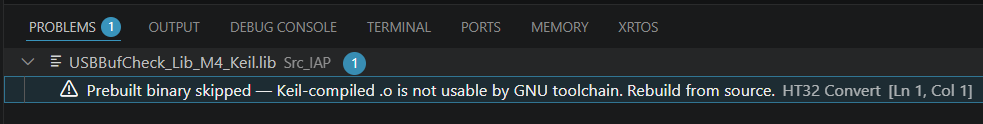 PROBLEMS 1 OUTPUT DEBUG CONSOLE TERMINAL PORTS MEMORY XRTOS
USBBufCheck_Lib_M4_Keil.lib Src_IAP 1
Prebuilt binary skipped — Keil-compiled .o is not usable by GNU toolchain. Rebuild from source. HT32 Convert [Ln 1, Col 1]